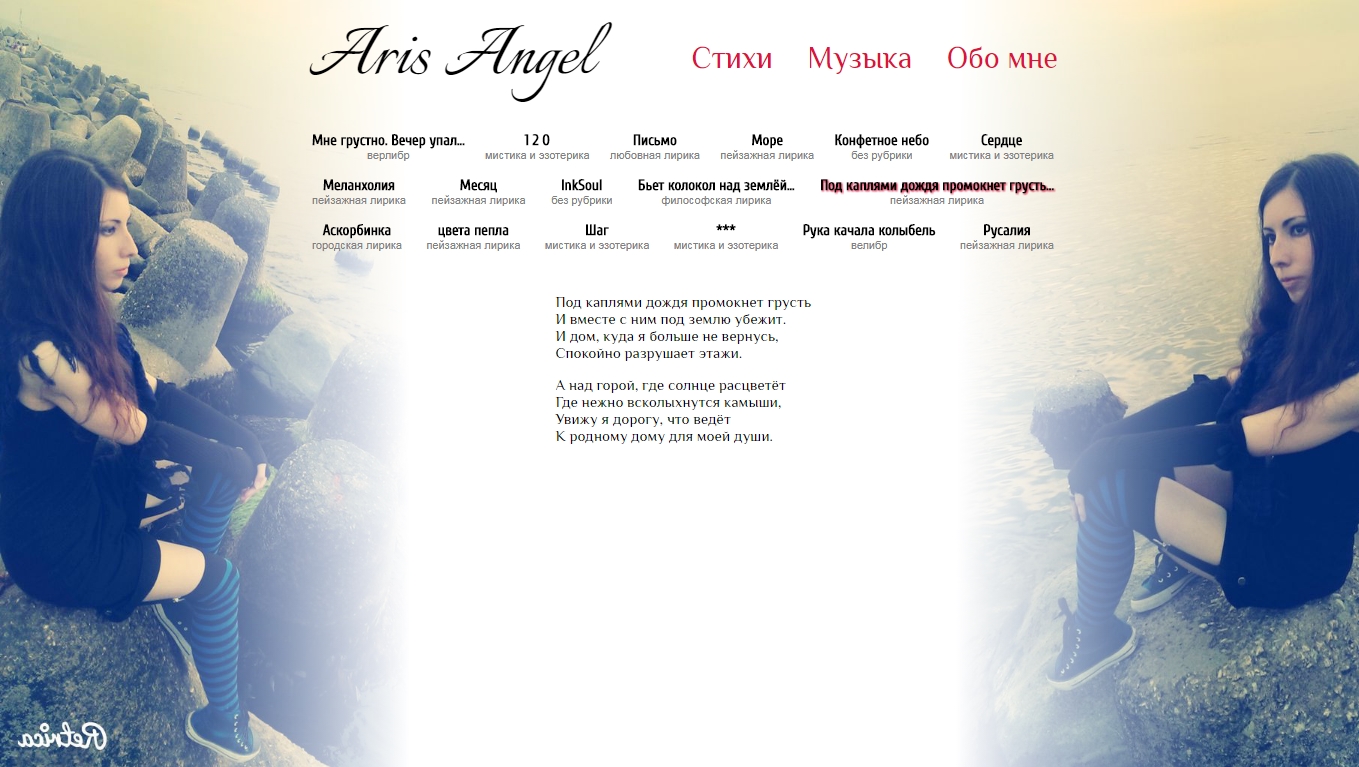 Aris Angel
Стихи Музыка Обо мне
Мне грустно. Вечер упал... 1 2 0 Письмо Море Конфетное небо Сердце
верлибр мистика и эзотерика любовная лирика пейзажная лирика без рубрики мистика и эзотерика
Меланхолия Месяц InkSoul Бьет колокол над землёй... Под каплями дождя промокнет грусть...
пейзажная лирика пейзажная лирика без рубрики философская лирика пейзажная лирика
Аскорбинка цвета пепла Шаг *** Рука качала колыбель Русалия
городская лирика пейзажная лирика мистика и эзотерика мистика и эзотерика велибр пейзажная лирика
Под каплями дождя промокнет грусть
И вместе с ним под землю убежит.
И дом, куда я больше не вернусь,
Спокойно разрушает этажи.
А над горой, где солнце расцветёт
Где нежно всколыхнутся камыши,
Увижу я дорогу, что ведёт
К родному дому для моей души.
Retrica